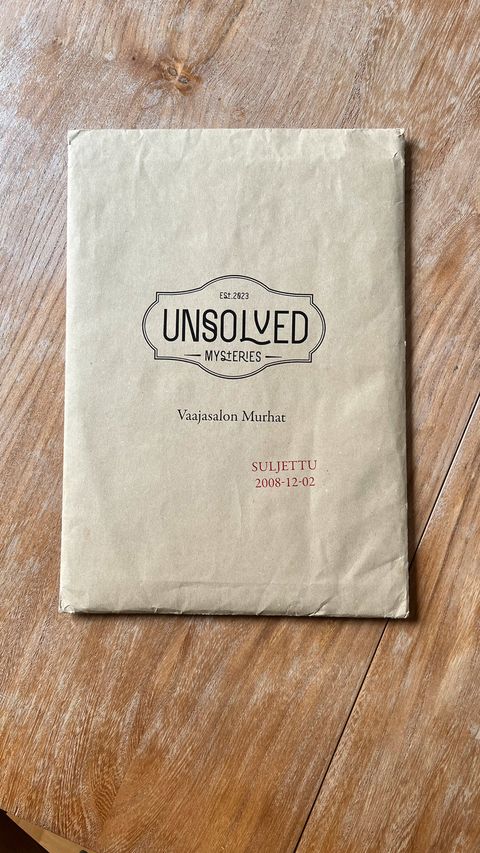 Est.2023
UNSOLVED
MYSTERIES
Vaajasalon Murhat
SULJETTU
2008-12-02